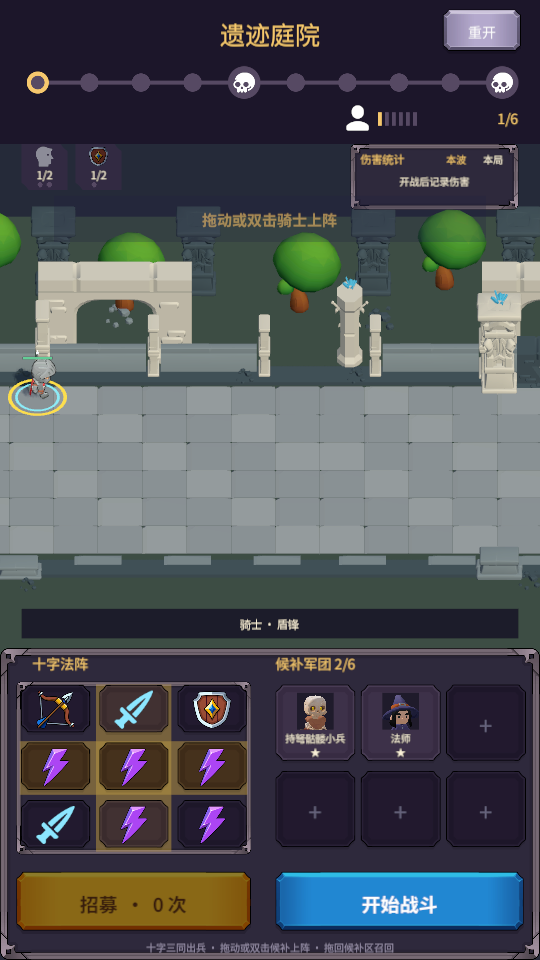 遗迹庭院
重开
1/6
1/2
1/2
伤害统计 本波 本局
开战后记录伤害
拖动或双击骑士上阵
骑士·盾锋
十字法阵
候补军团 2/6
持弩骷髅小兵
★
法师
★
+
+
+
+
招募 · 0 次
开始战斗
十字三同出兵 · 拖动或双击候补上阵 · 拖回候补区召回